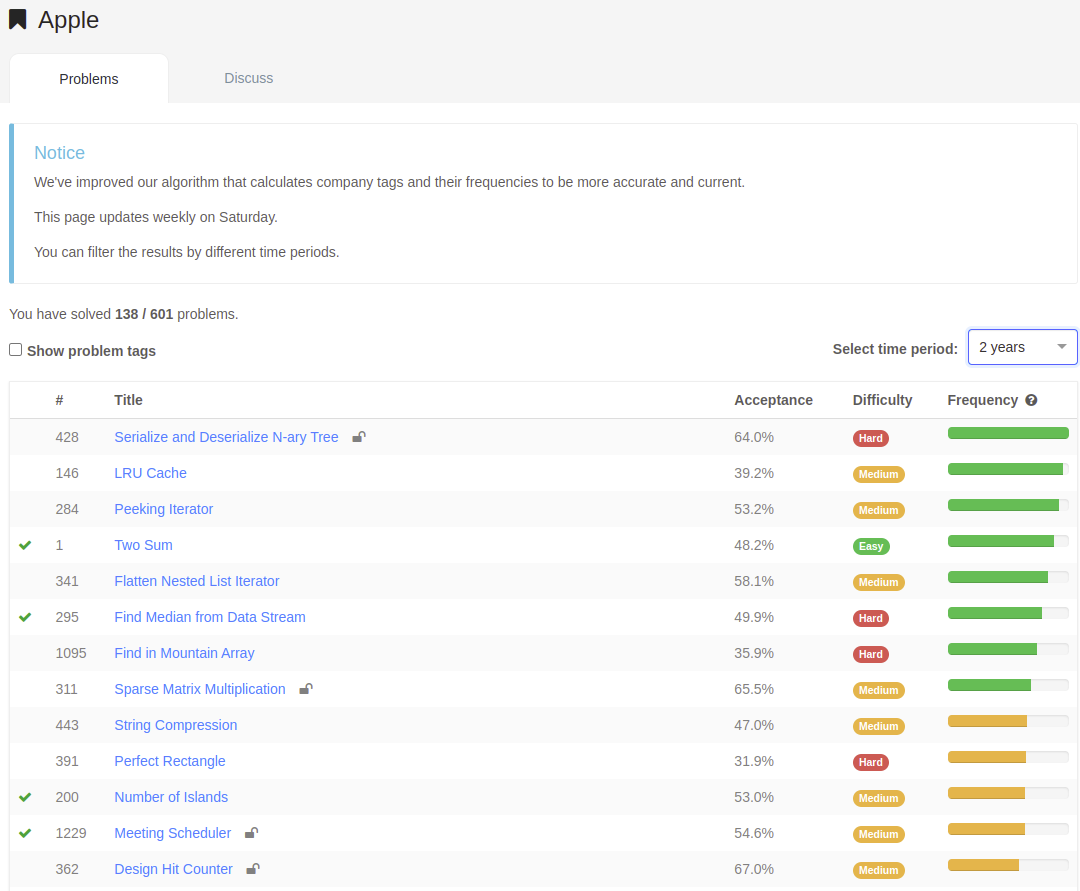 Apple
Problems Discuss
Notice
We've improved our algorithm that calculates company tags and their frequencies to be more accurate and current.
This page updates weekly on Saturday.
You can filter the results by different time periods.
You have solved 138 / 601 problems.
Show problem tags Select time period: 2 years
# Title Acceptance Difficulty Frequency ?
428 Serialize and Deserialize N-ary Tree 64.0% Hard
146 LRU Cache 39.2% Medium
284 Peeking Iterator 53.2% Medium
1 Two Sum 48.2% Easy
341 Flatten Nested List Iterator 58.1% Medium
295 Find Median from Data Stream 49.9% Hard
1095 Find in Mountain Array 35.9% Hard
311 Sparse Matrix Multiplication 65.5% Medium
443 String Compression 47.0% Medium
391 Perfect Rectangle 31.9% Hard
200 Number of Islands 53.0% Medium
1229 Meeting Scheduler 54.6% Medium
362 Design Hit Counter 67.0% Medium